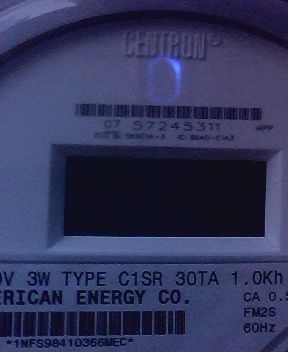 CENTRON®
07 57245311 APP
0V 3W TYPE C1SR 30TA 1.0Kh
ERICAN ENERGY CO.
CA 0.5
FM2S
60Hz
*1NFS98410366MEC*